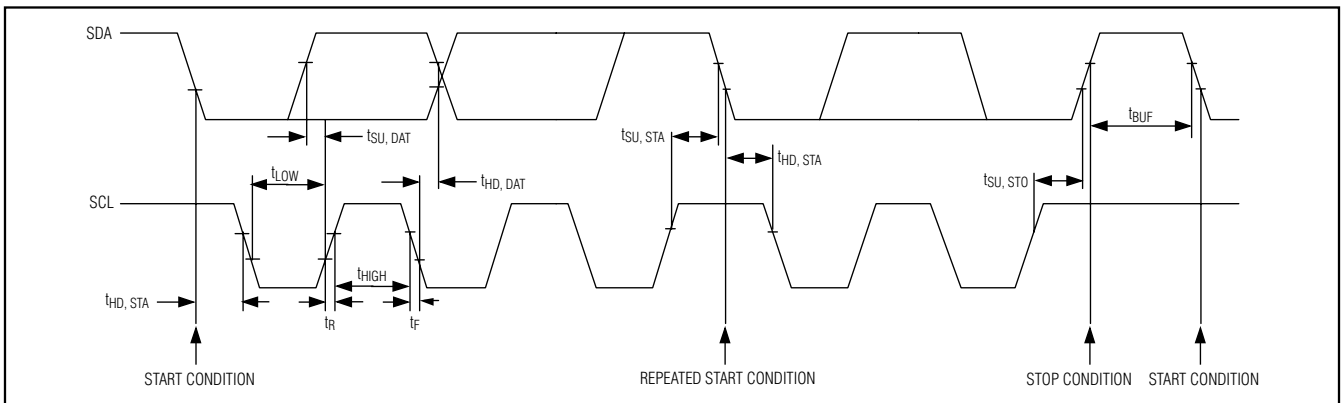 SDA
tSU, DAT
tSU, STA
tBUF
tHD, STA
tLOW
tHD, DAT
tSU, STO
SCL
tHIGH
tHD, STA
tR
tF
START CONDITION
REPEATED START CONDITION
STOP CONDITION
START CONDITION